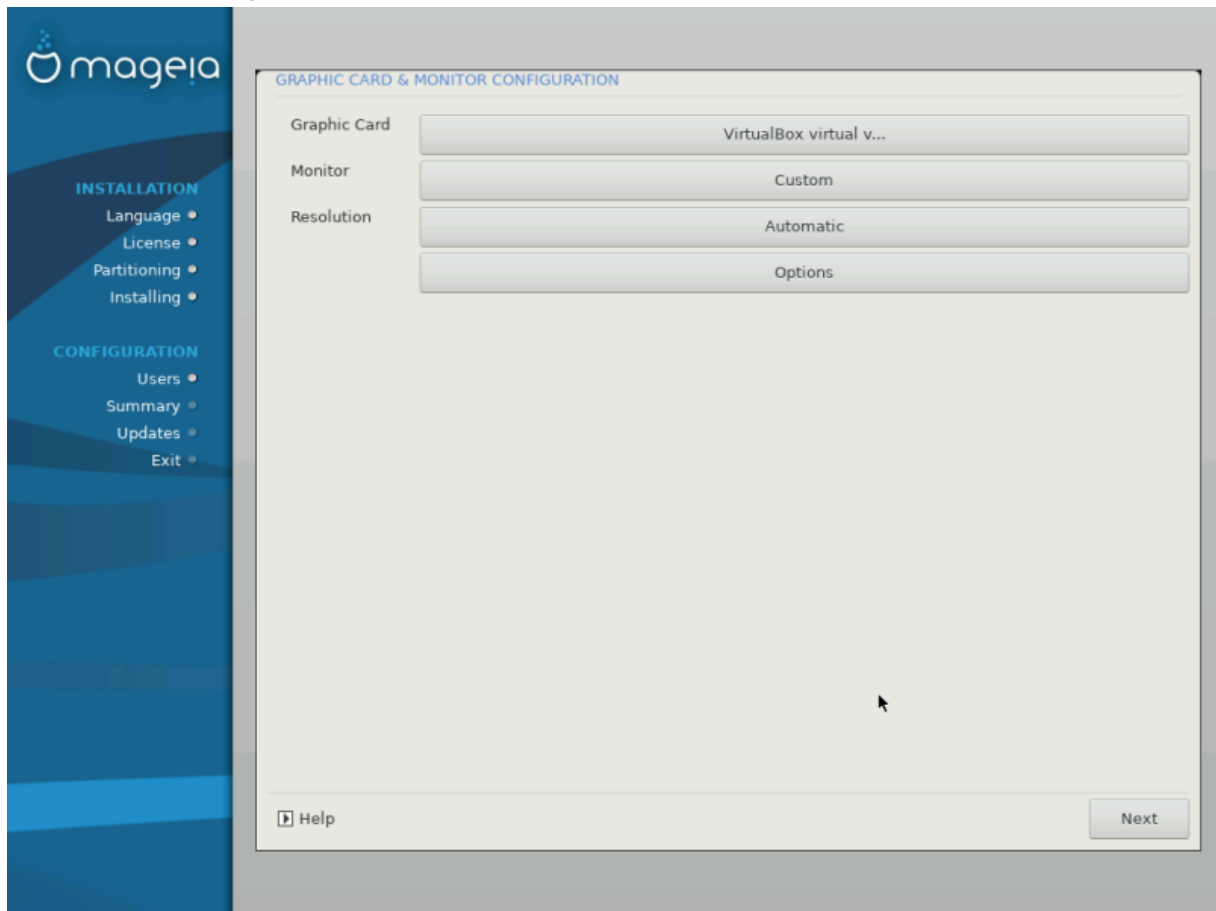 mageia
INSTALLATION
Language
License
Partitioning
Installing
CONFIGURATION
Users
Summary
Updates
Exit
GRAPHIC CARD & MONITOR CONFIGURATION
Graphic Card
VirtualBox virtual v...
Monitor
Custom
Resolution
Automatic
Options
Help
Next